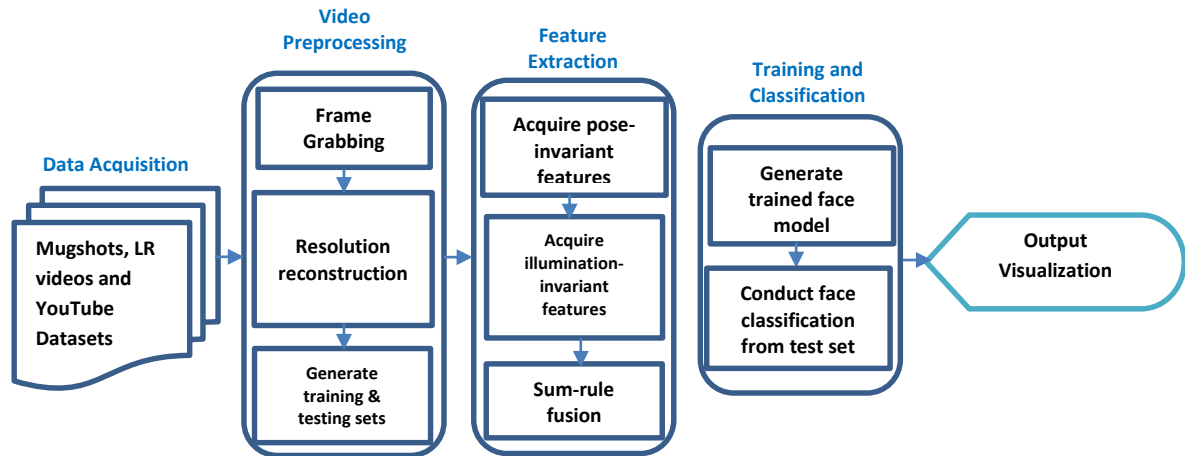 Data Acquisition
Mugshots, LR
videos and
YouTube
Datasets
Video
Preprocessing
Frame
Grabbing
Resolution
reconstruction
Generate
training &
testing sets
Feature
Extraction
Acquire pose-
invariant
features
Acquire
illumination-
invariant
features
Sum-rule
fusion
Training and
Classification
Generate
trained face
model
Conduct face
classification
from test set
Output
Visualization